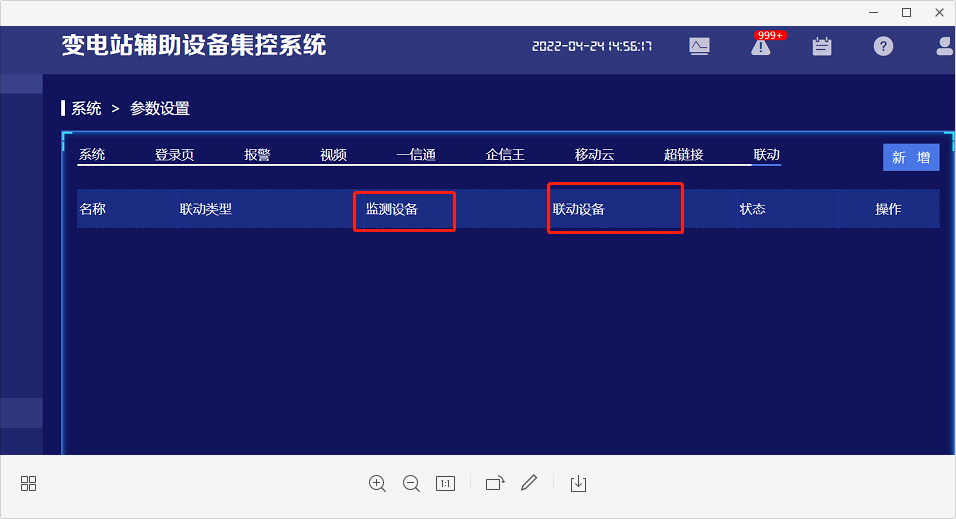 变电站辅助设备集控系统 2022-04-24 14:56:17 999+ ?
系统 > 参数设置
系统 登录页 报警 视频 一信通 企信王 移动云 超链接 联动 新 增
名称 联动类型 监测设备 联动设备 状态 操作
1:1